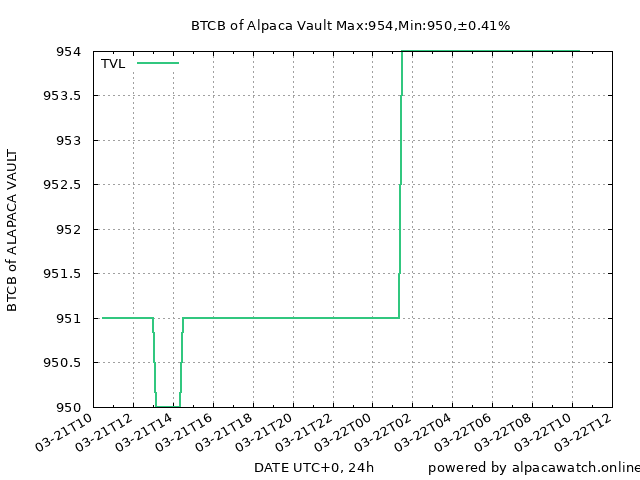 BTCB of Alpaca Vault Max:954,Min:950,±0.41%
TVL
954
953.5
953
952.5
952
951.5
951
950.5
950
BTCB of ALAPACA VAULT
03-21T10
03-21T12
03-21T14
03-21T16
03-21T18
03-21T20
03-21T22
03-22T00
03-22T02
03-22T04
03-22T06
03-22T08
03-22T10
03-22T12
DATE UTC+0, 24h
powered by alpacawatch.online